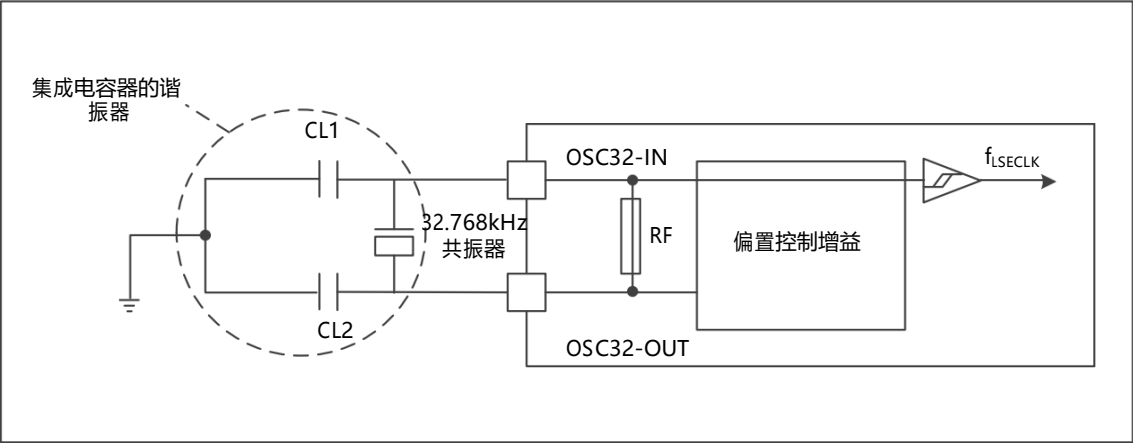 集成电容器的谐
振器
CL1
OSC32-IN
fLSECLK
32.768kHz
共振器
RF
偏置控制增益
CL2
OSC32-OUT